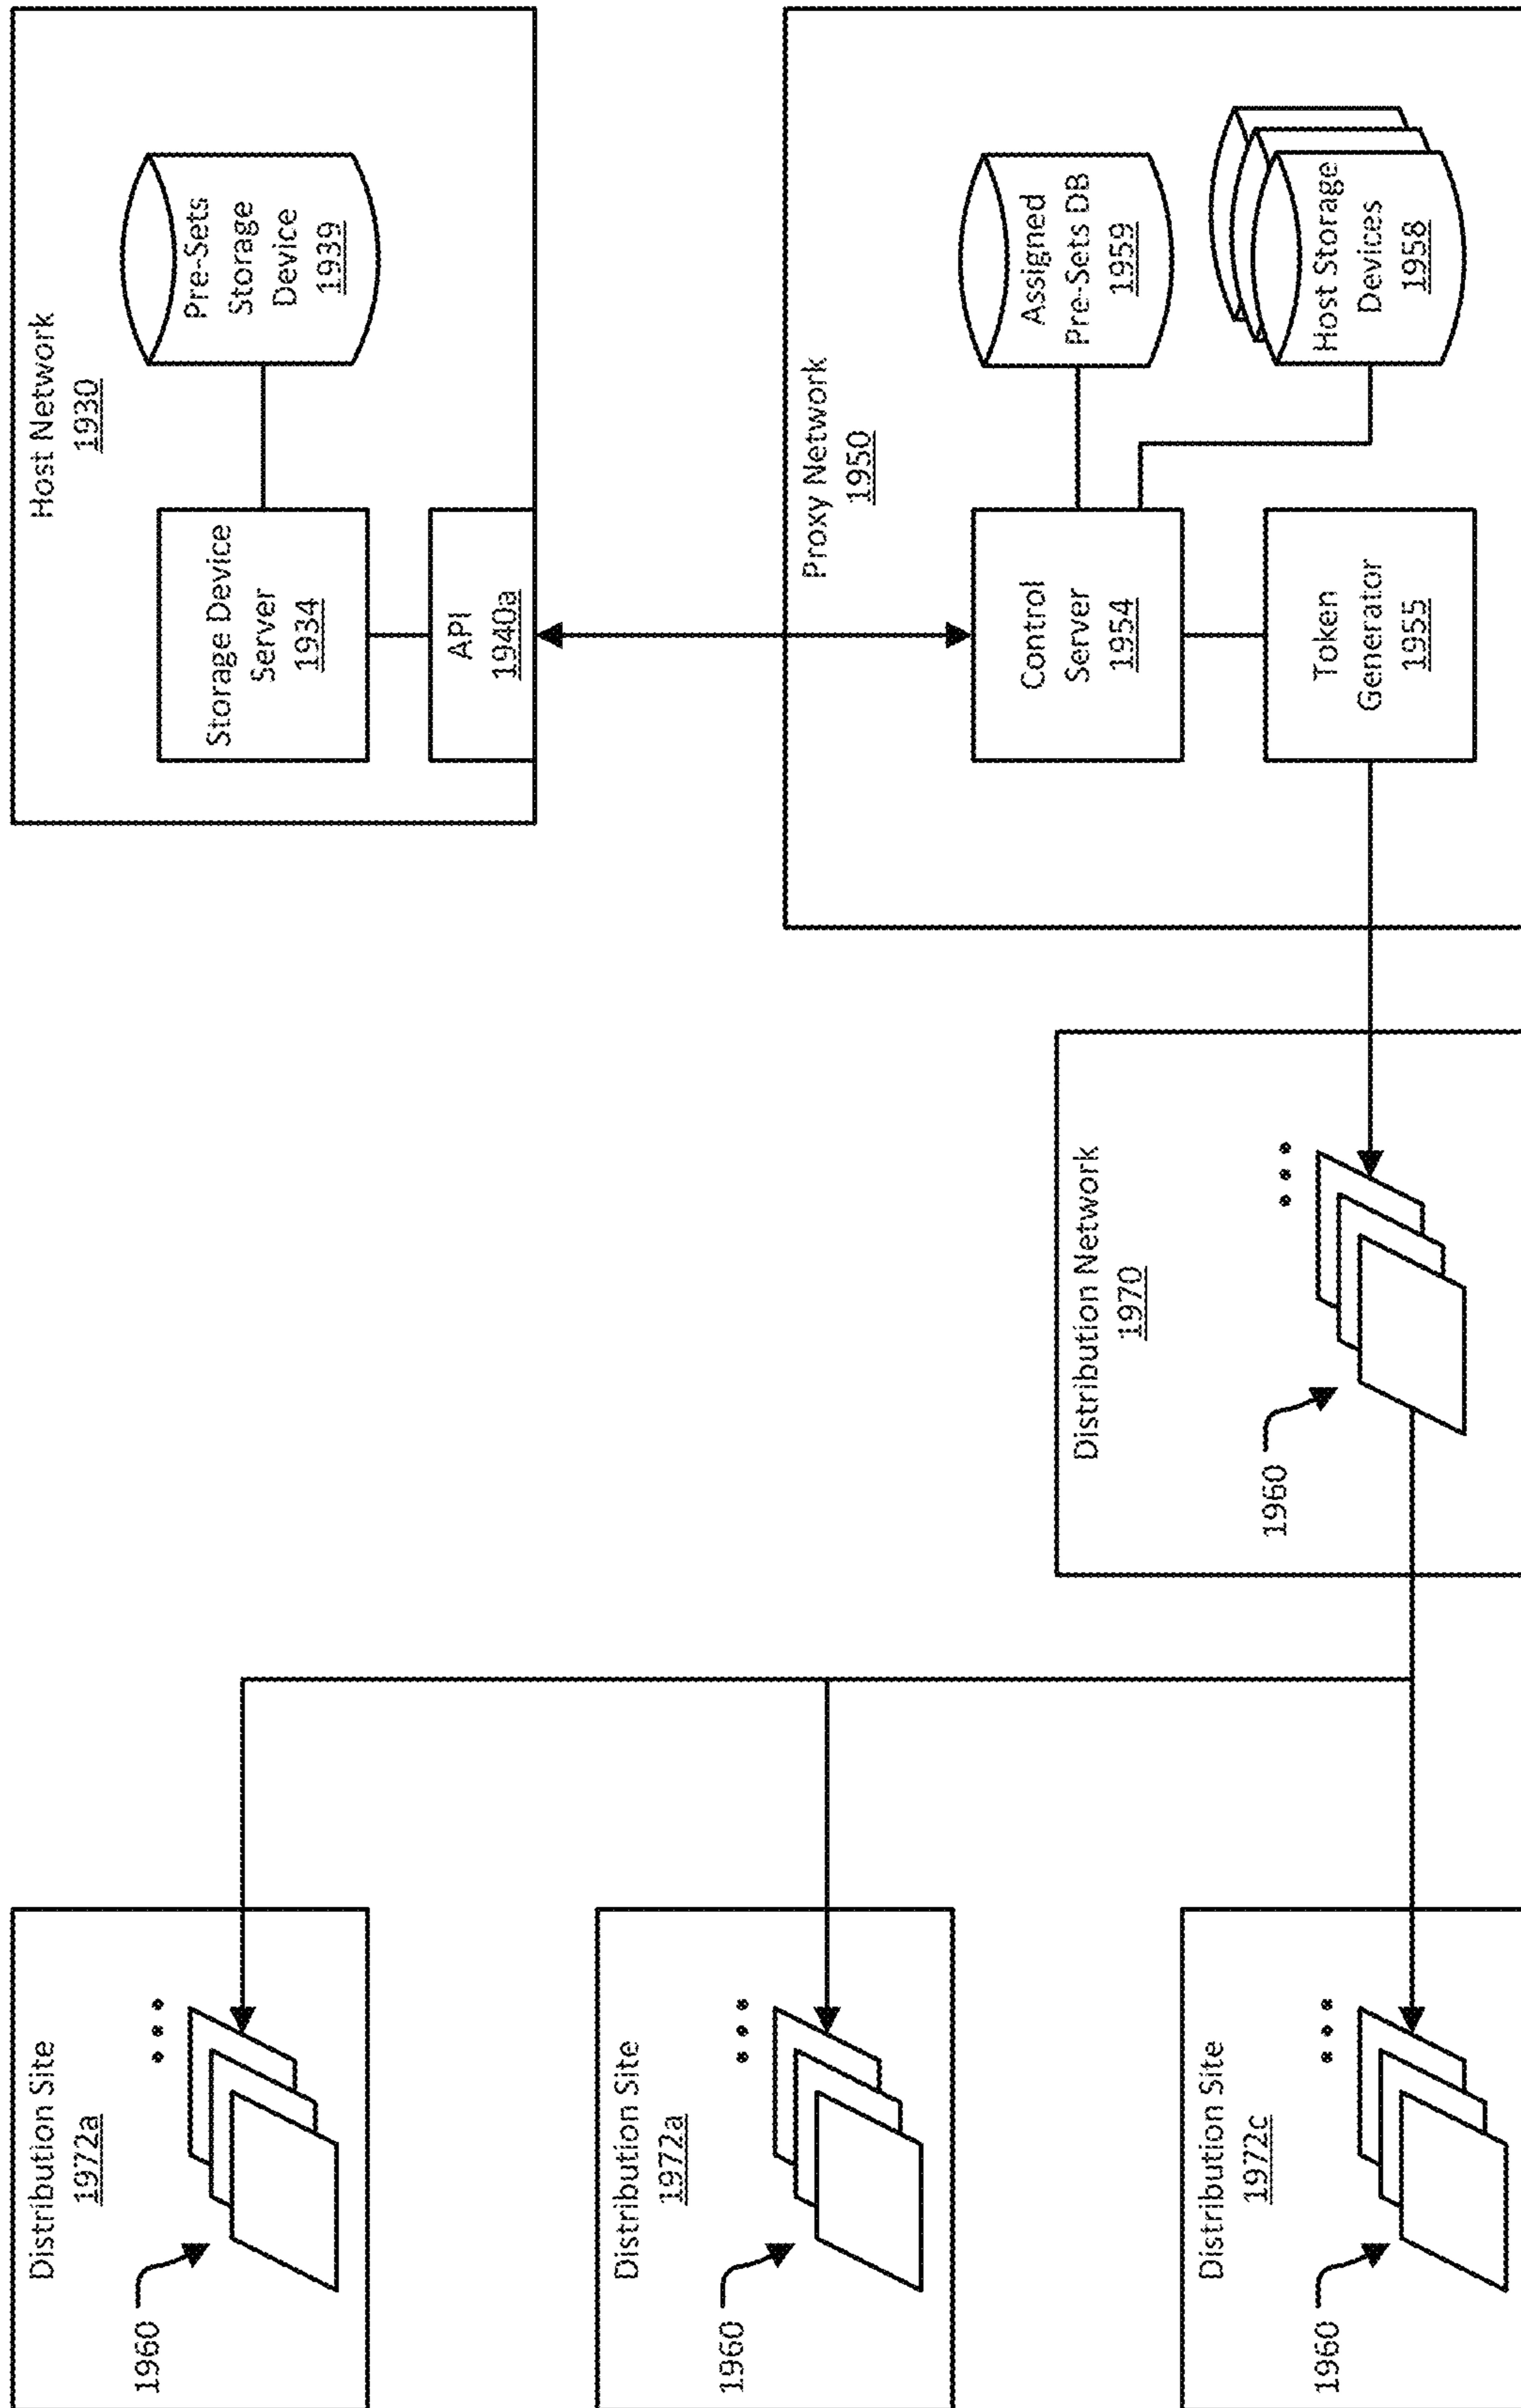 Host Network
1930
Storage Device
Server
1934
Pre-Sets
Storage
Device
1939
API
1940a
Proxy Network
1950
Control
Server
1954
Assigned
Pre-Sets DB
1959
Token
Generator
1955
Host Storage
Devices
1958
Distribution Network
1970
1960
Distribution Site
1972a
1960
Distribution Site
1972a
1960
Distribution Site
1972c
1960